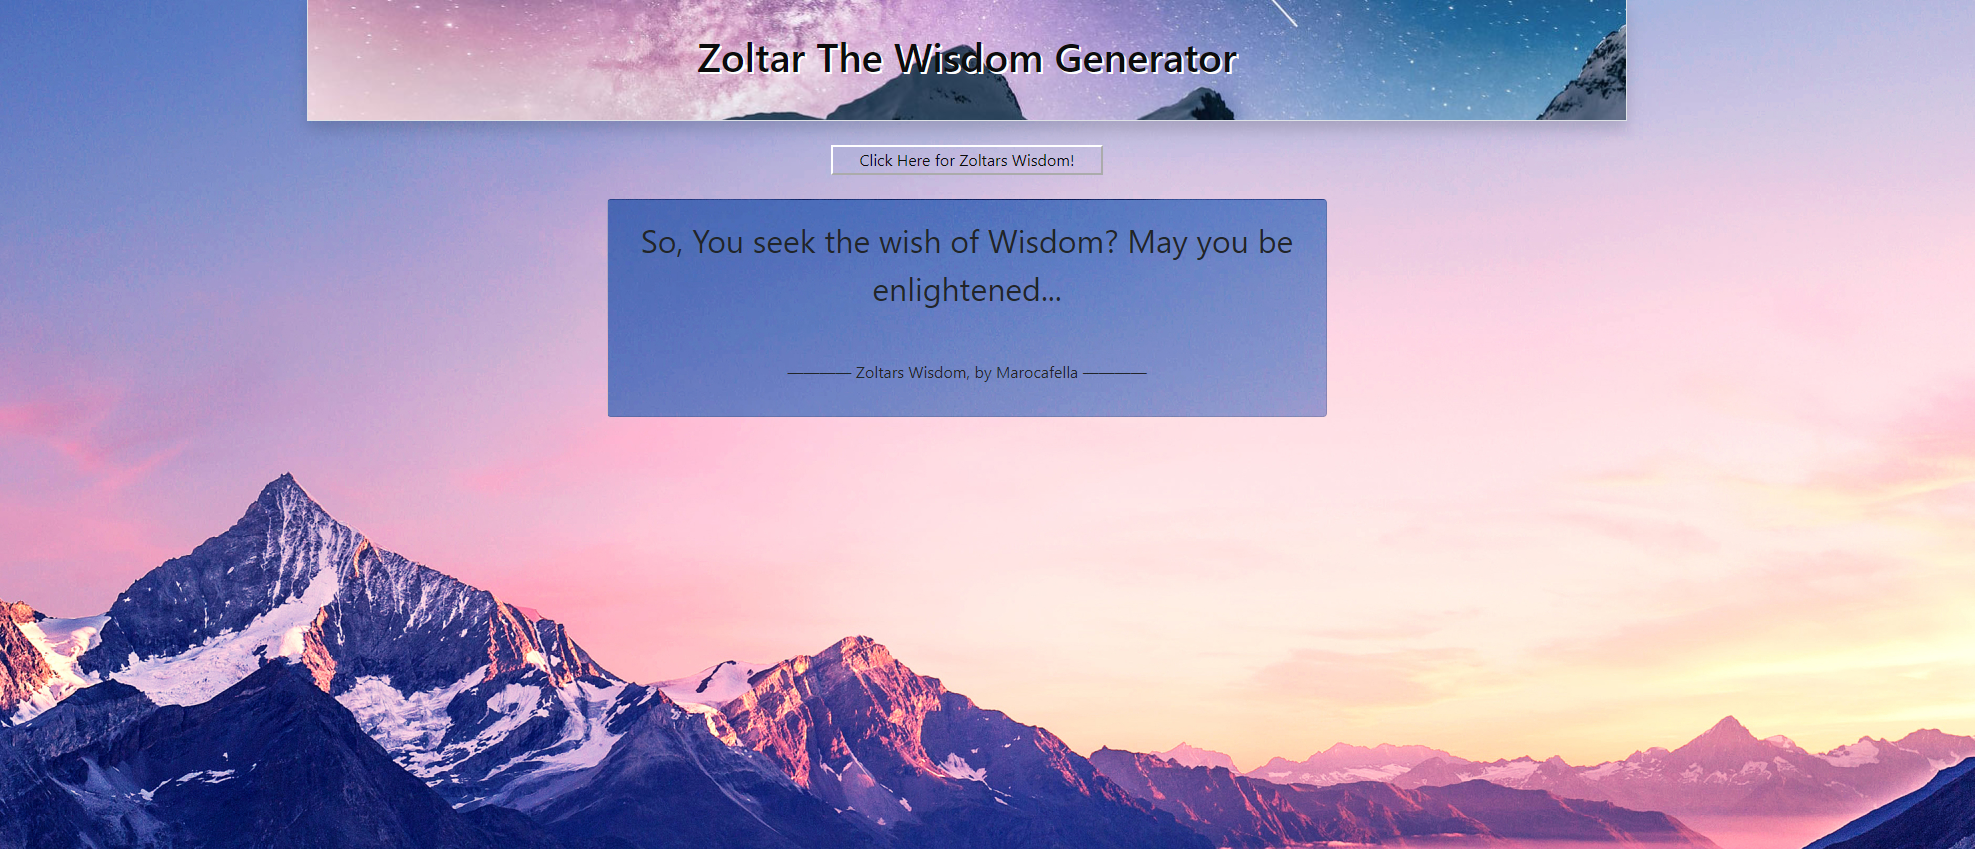 Zoltar The Wisdom Generator
Click Here for Zoltars Wisdom!
So, You seek the wish of Wisdom? May you be
enlightened...
———— Zoltars Wisdom, by Marocafella ————